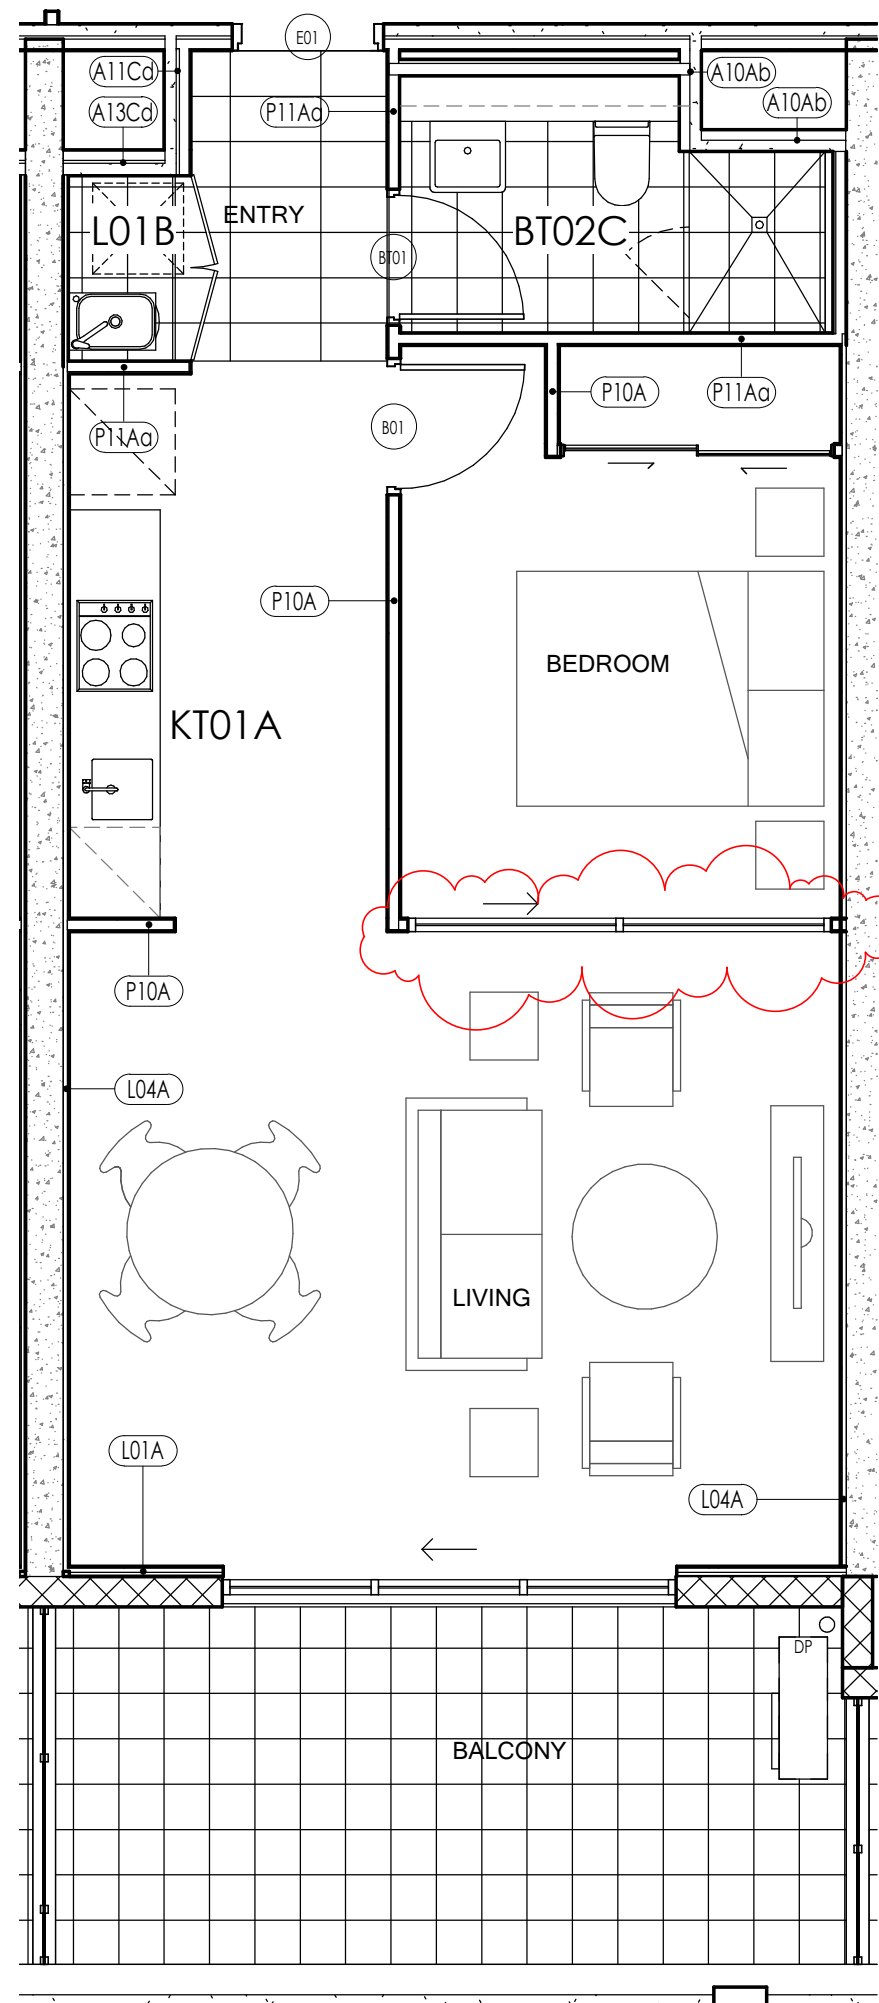 E01
A11Cd
A10Ab
A13Cd
P11Ad
A10Ab
ENTRY
L01B
BT02C
BT01
P10A
P11Aa
P11Aa
B01
P10A
BEDROOM
KT01A
P10A
L04A
LIVING
L01A
L04A
DP
BALCONY